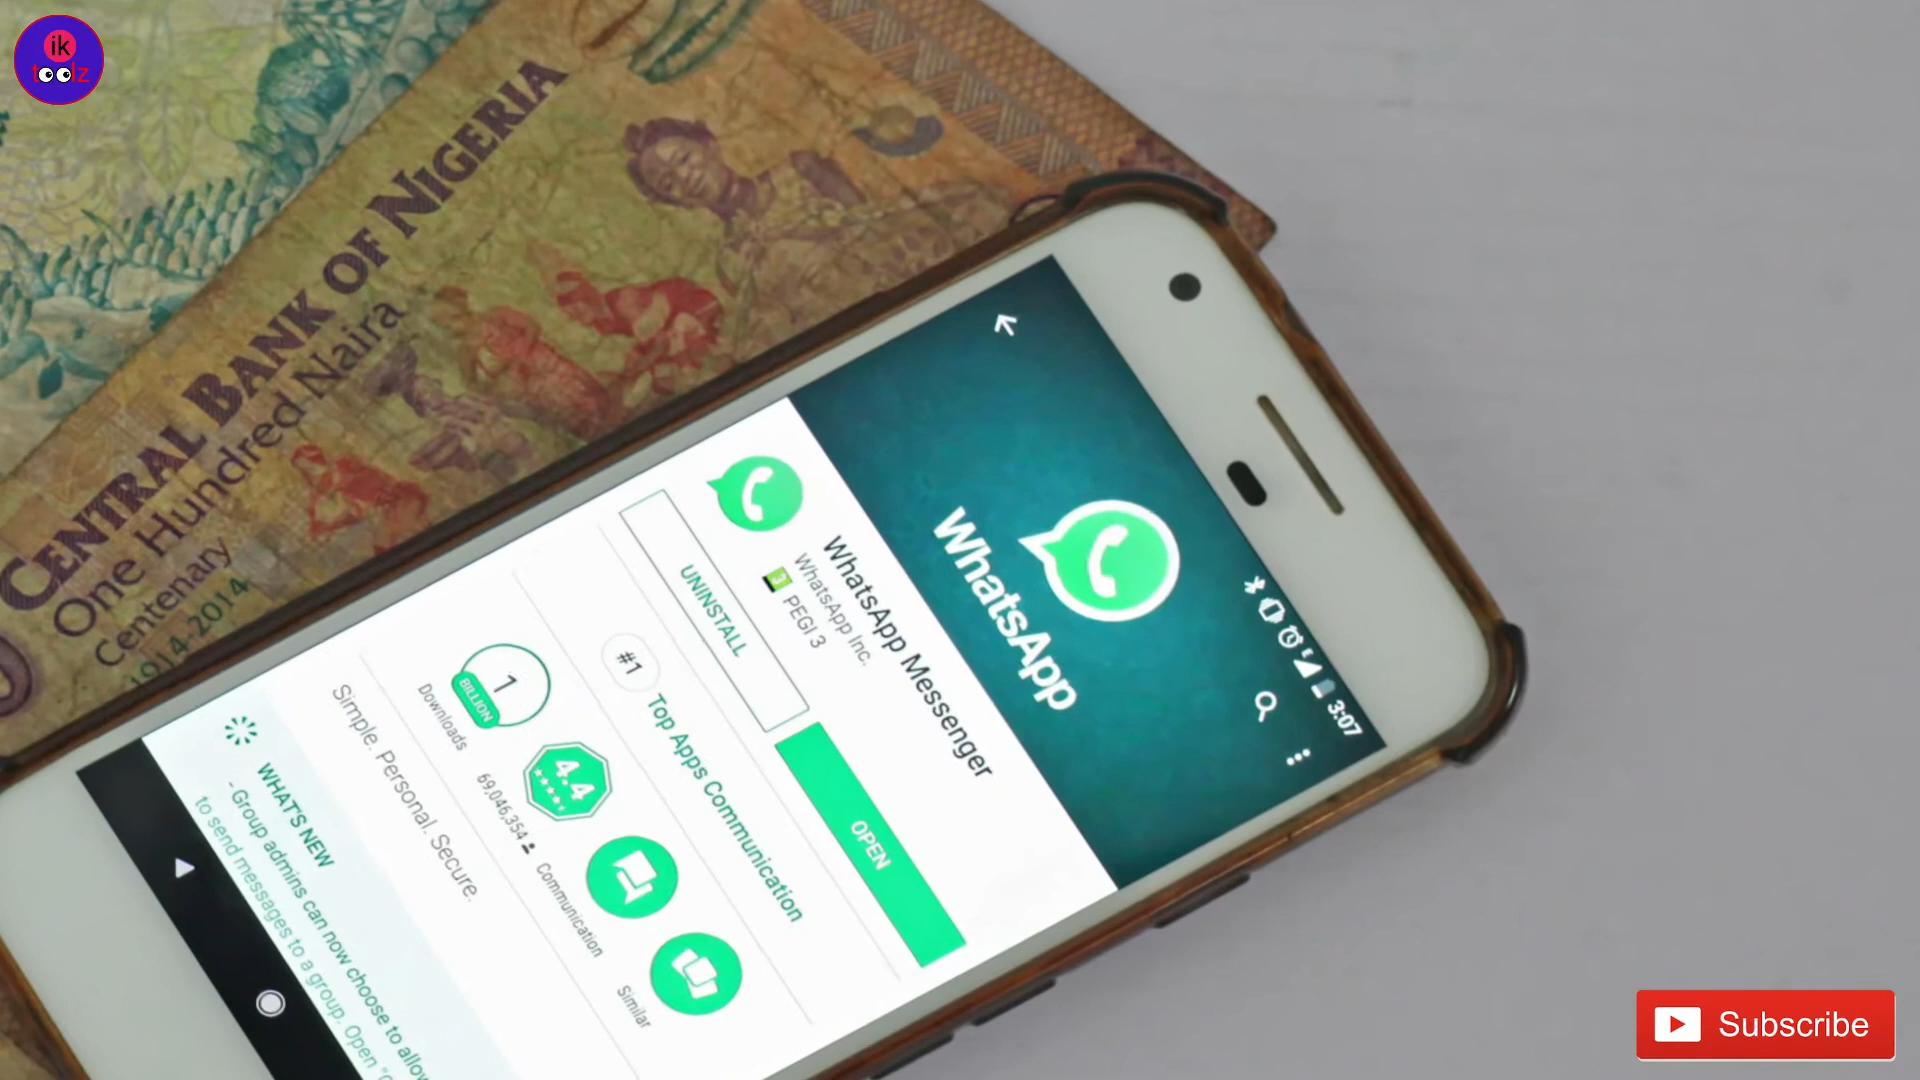 ik
toolz
CENTRAL BANK OF NIGERIA
One Hundred Naira
Centenary
1914-2014
3:07
WhatsApp
WhatsApp Messenger
WhatsApp Inc.
3 PEGI 3
UNINSTALL
OPEN
#1 Top Apps Communication
1
BILLION
Downloads
4.4
69,046,354
Communication
Similar
Simple. Personal. Secure.
WHAT'S NEW
- Group admins can now choose to allow
to send messages to a group. Open "G
Subscribe